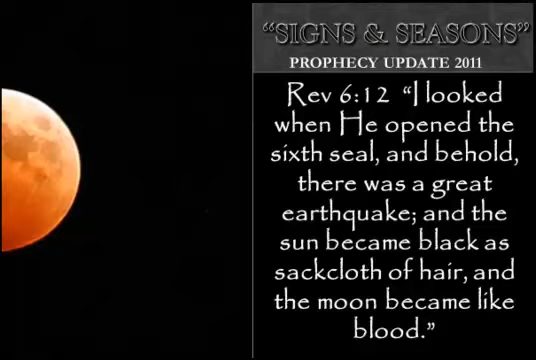 “SIGNS & SEASONS”
PROPHECY UPDATE 2011
Rev 6:12 “I looked
when He opened the
sixth seal, and behold,
there was a great
earthquake; and the
sun became black as
sackcloth of hair, and
the moon became like
blood.”